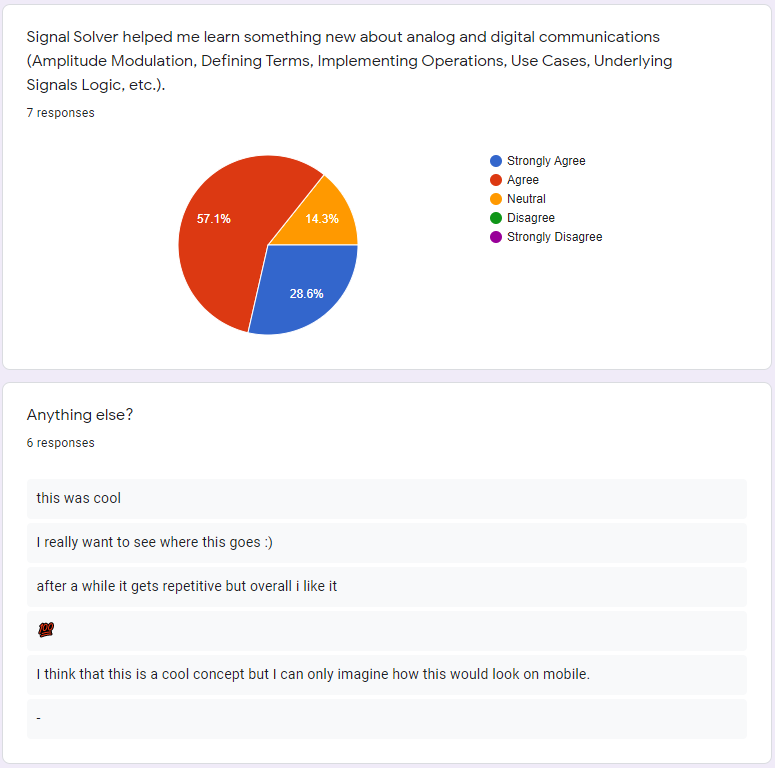 Signal Solver helped me learn something new about analog and digital communications
(Amplitude Modulation, Defining Terms, Implementing Operations, Use Cases, Underlying
Signals Logic, etc.).
7 responses
57.1%
14.3%
28.6%
Strongly Agree
Agree
Neutral
Disagree
Strongly Disagree
Anything else?
6 responses
this was cool
I really want to see where this goes :)
after a while it gets repetitive but overall i like it
💯
I think that this is a cool concept but I can only imagine how this would look on mobile.
-